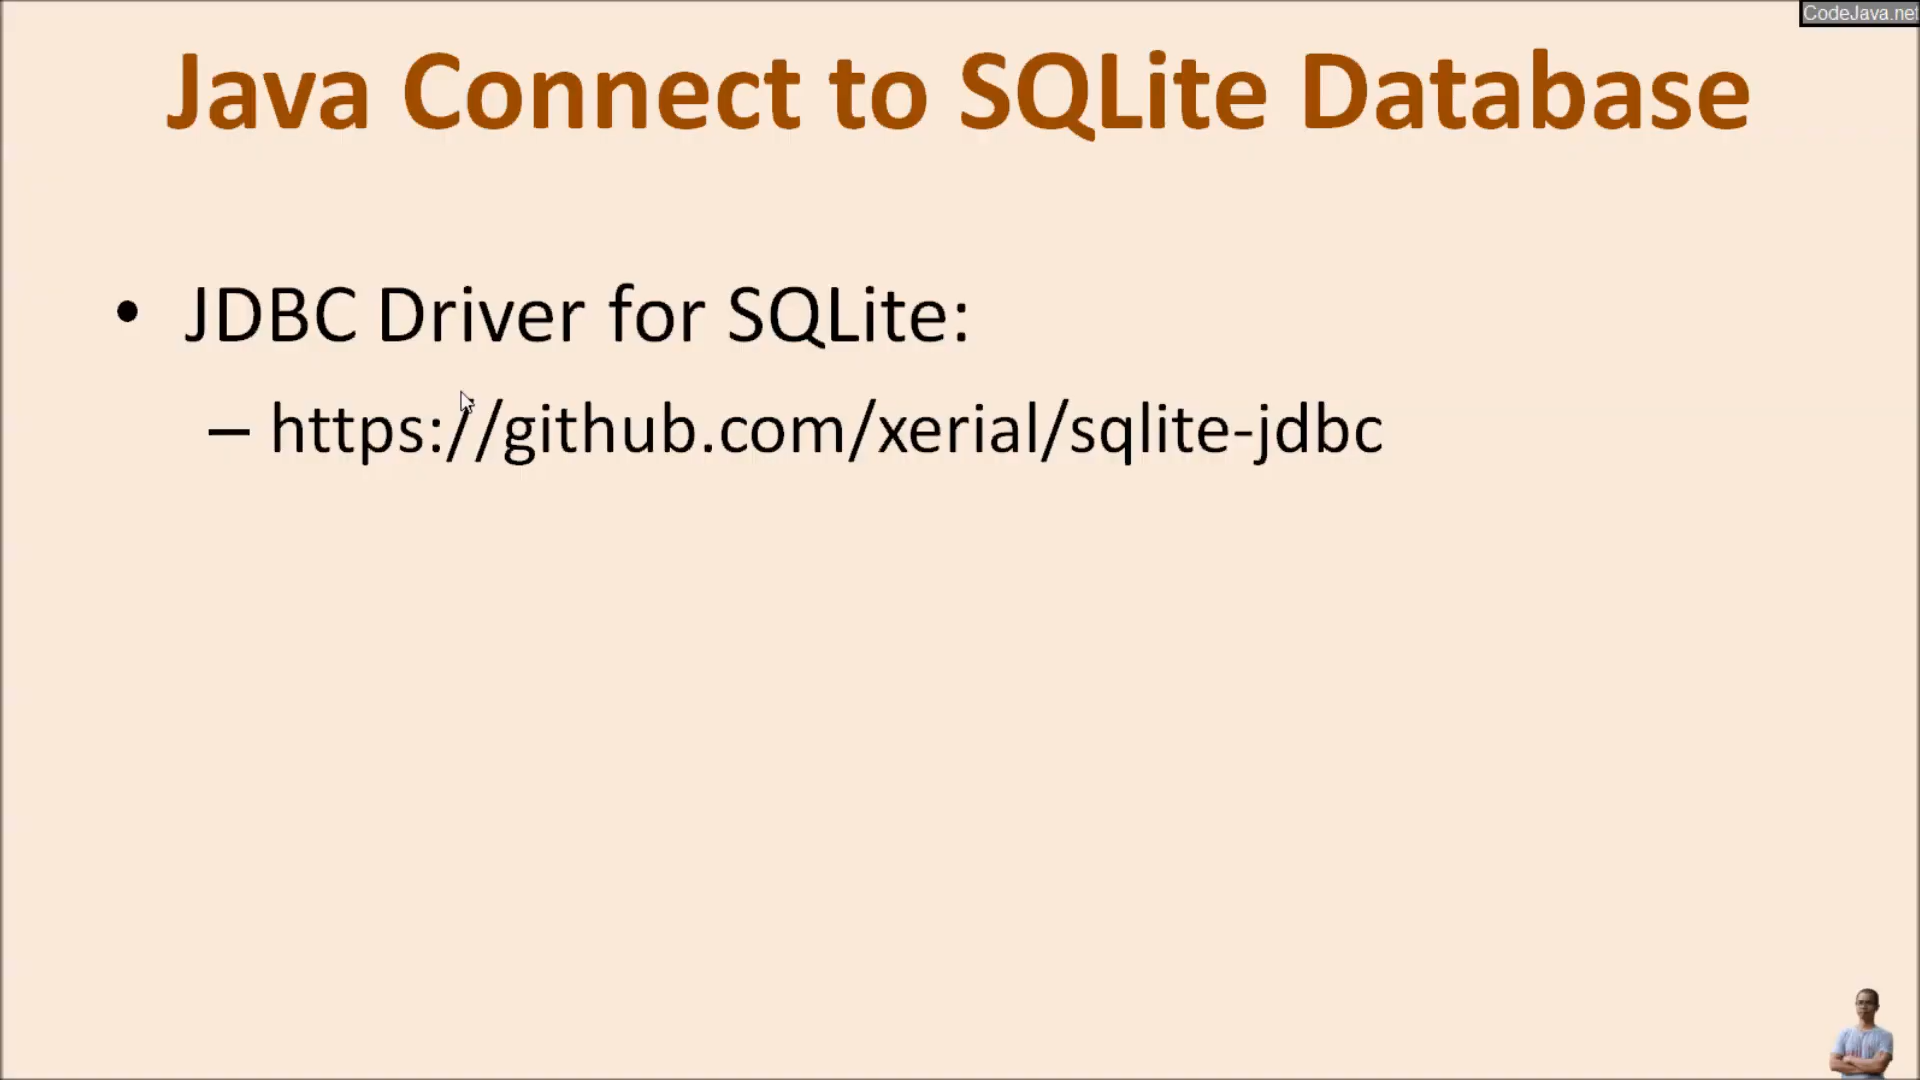 CodeJava.net
Java Connect to SQLite Database
• JDBC Driver for SQLite:
– https://github.com/xerial/sqlite-jdbc